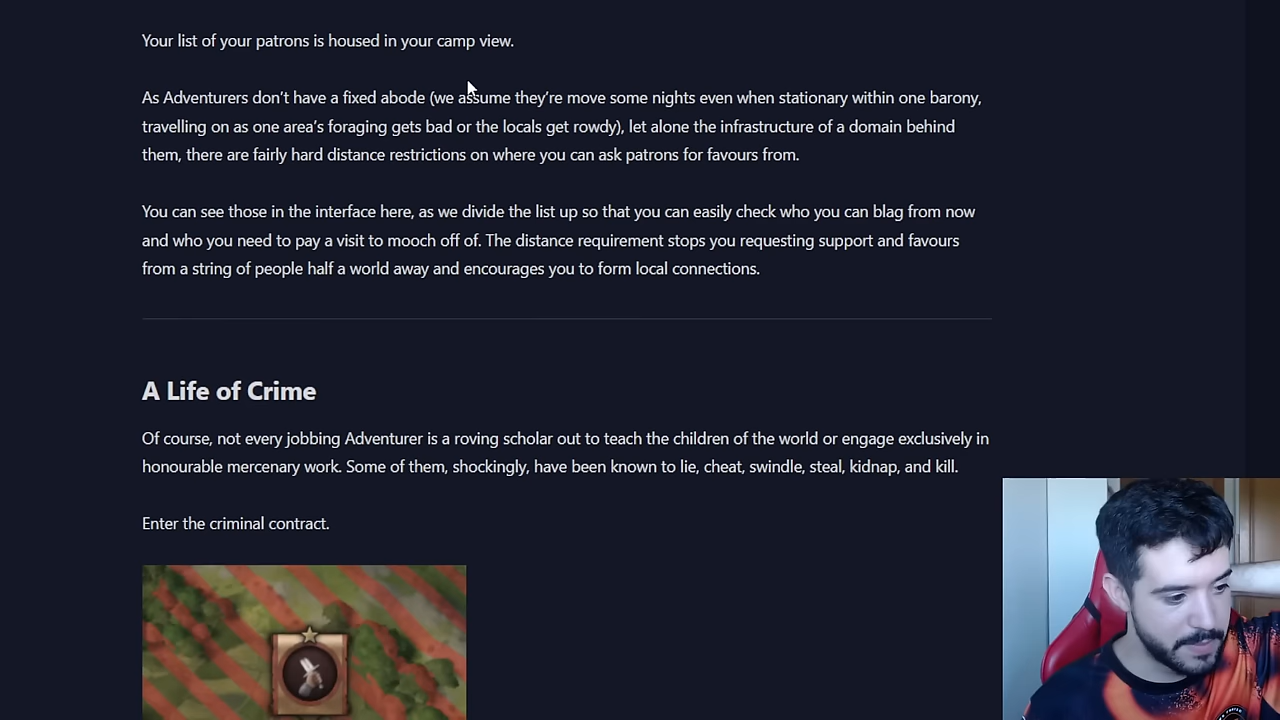 Your list of your patrons is housed in your camp view.
As Adventurers don’t have a fixed abode (we assume they’re move some nights even when stationary within one barony,
travelling on as one area’s foraging gets bad or the locals get rowdy), let alone the infrastructure of a domain behind
them, there are fairly hard distance restrictions on where you can ask patrons for favours from.
You can see those in the interface here, as we divide the list up so that you can easily check who you can blag from now
and who you need to pay a visit to mooch off of. The distance requirement stops you requesting support and favours
from a string of people half a world away and encourages you to form local connections.
A Life of Crime
Of course, not every jobbing Adventurer is a roving scholar out to teach the children of the world or engage exclusively in
honourable mercenary work. Some of them, shockingly, have been known to lie, cheat, swindle, steal, kidnap, and kill.
Enter the criminal contract.